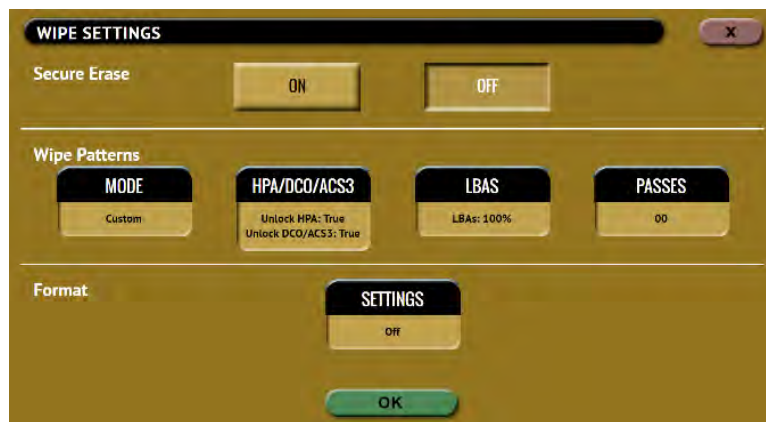 WIPE SETTINGS
X
Secure Erase
ON
OFF
Wipe Patterns
MODE
Custom
HPA/DCO/ACS3
Unlock HPA: True
Unlock DCO/ACS3: True
LBAS
LBAs: 100%
PASSES
00
Format
SETTINGS
Off
OK